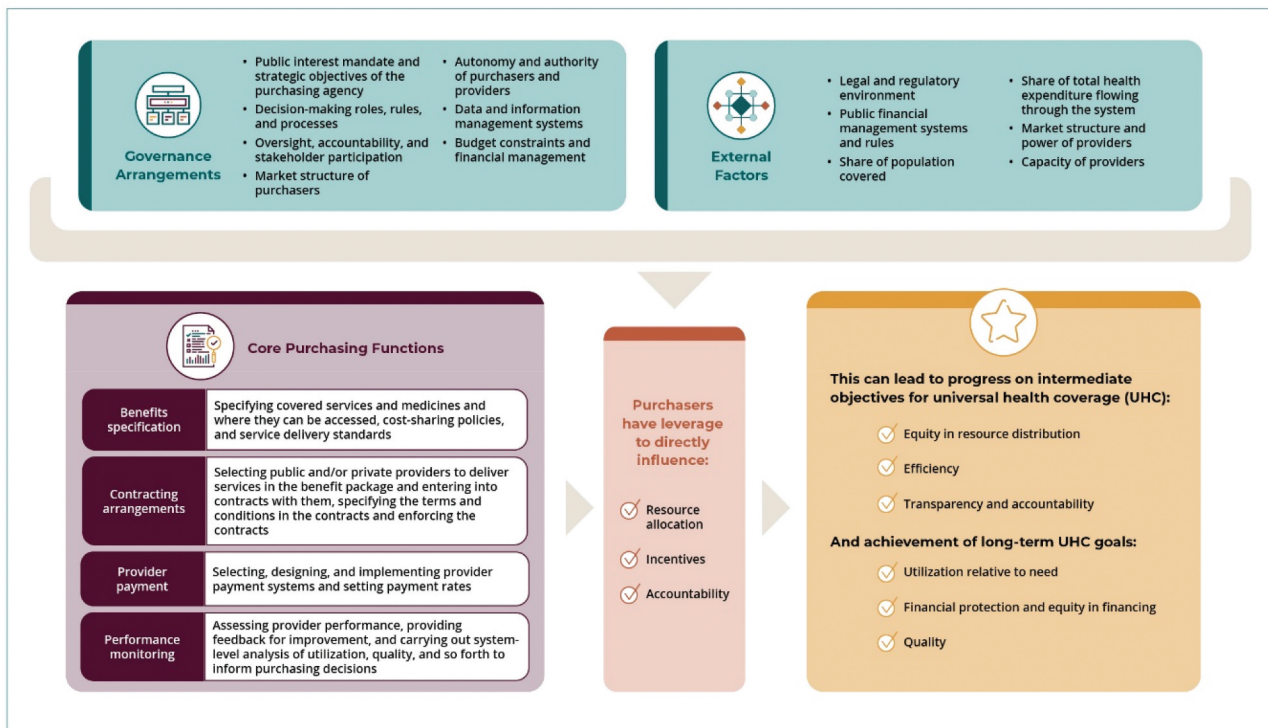 Governance
Arrangements
• Public interest mandate and
strategic objectives of the
purchasing agency
• Decision-making roles, rules,
and processes
• Oversight, accountability, and
stakeholder participation
• Market structure of
purchasers
• Autonomy and authority
of purchasers and
providers
• Data and information
management systems
• Budget constraints and
financial management
External
Factors
• Legal and regulatory
environment
• Public financial
management systems
and rules
• Share of population
covered
• Share of total health
expenditure flowing
through the system
• Market structure and
power of providers
• Capacity of providers
Core Purchasing Functions
Benefits
specification
Specifying covered services and medicines and
where they can be accessed, cost-sharing policies,
and service delivery standards
Contracting
arrangements
Selecting public and/or private providers to deliver
services in the benefit package and entering into
contracts with them, specifying the terms and
conditions in the contracts and enforcing the
contracts
Provider
payment
Selecting, designing, and implementing provider
payment systems and setting payment rates
Performance
monitoring
Assessing provider performance, providing
feedback for improvement, and carrying out system-
level analysis of utilization, quality, and so forth to
inform purchasing decisions
Purchasers
have leverage
to directly
influence:
Resource
allocation
Incentives
Accountability
This can lead to progress on intermediate
objectives for universal health coverage (UHC):
Equity in resource distribution
Efficiency
Transparency and accountability
And achievement of long-term UHC goals:
Utilization relative to need
Financial protection and equity in financing
Quality